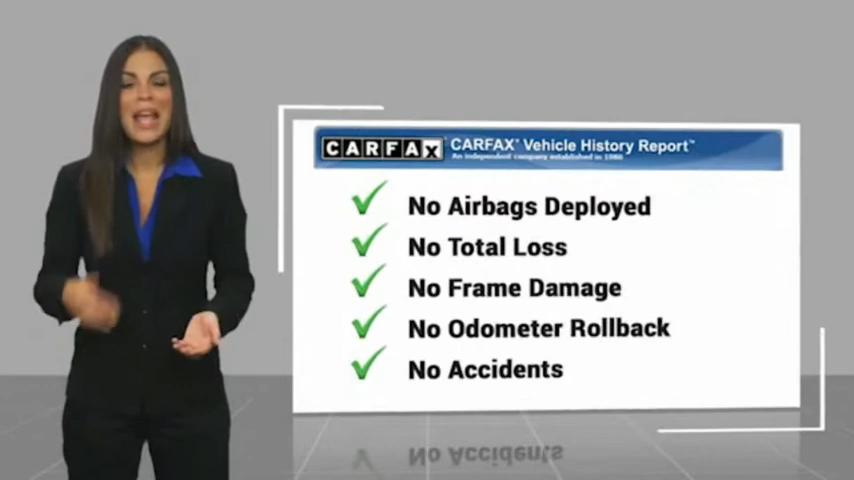 CARFAX CARFAX® Vehicle History Report™
An independent company established in 1986
No Airbags Deployed
No Total Loss
No Frame Damage
No Odometer Rollback
No Accidents
No Accidents